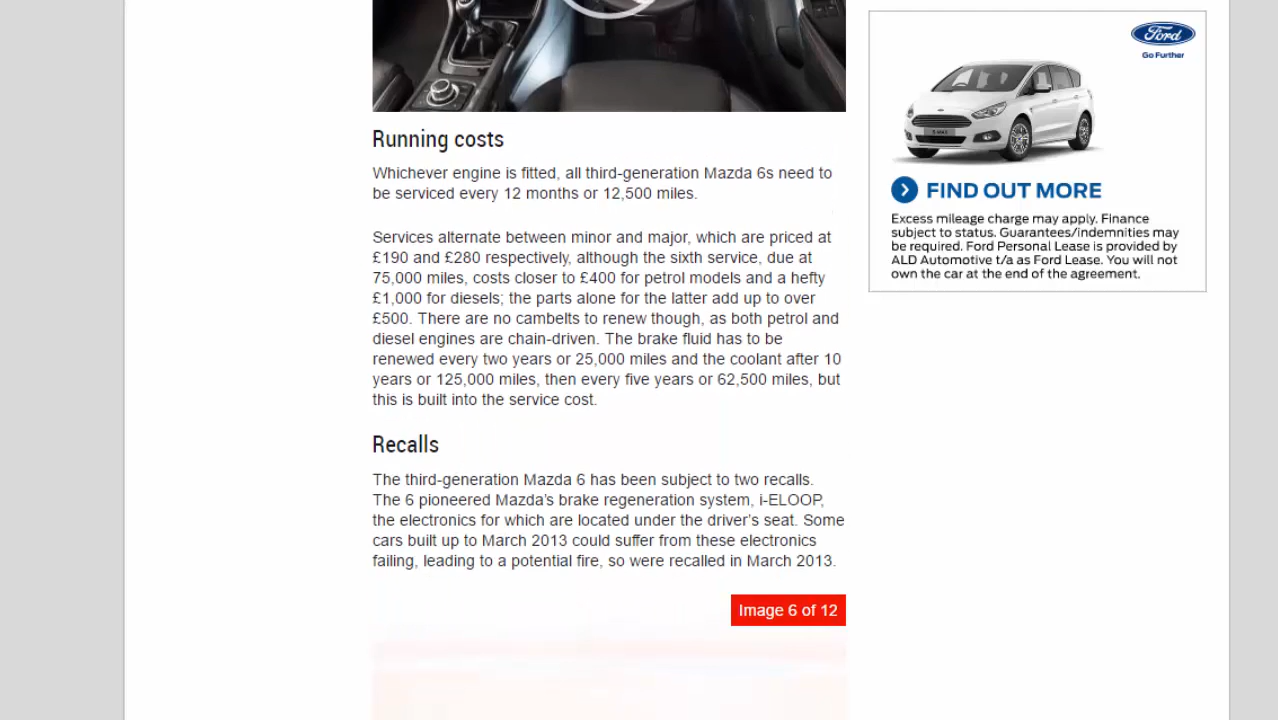 Running costs
Whichever engine is fitted, all third-generation Mazda 6s need to
be serviced every 12 months or 12,500 miles.
Services alternate between minor and major, which are priced at
£190 and £280 respectively, although the sixth service, due at
75,000 miles, costs closer to £400 for petrol models and a hefty
£1,000 for diesels; the parts alone for the latter add up to over
£500. There are no cambelts to renew though, as both petrol and
diesel engines are chain-driven. The brake fluid has to be
renewed every two years or 25,000 miles and the coolant after 10
years or 125,000 miles, then every five years or 62,500 miles, but
this is built into the service cost.
Recalls
The third-generation Mazda 6 has been subject to two recalls.
The 6 pioneered Mazda’s brake regeneration system, i-ELOOP,
the electronics for which are located under the driver’s seat. Some
cars built up to March 2013 could suffer from these electronics
failing, leading to a potential fire, so were recalled in March 2013.
Image 6 of 12
Ford
Go Further
FIND OUT MORE
Excess mileage charge may apply. Finance
subject to status. Guarantees/indemnities may
be required. Ford Personal Lease is provided by
ALD Automotive t/a as Ford Lease. You will not
own the car at the end of the agreement.